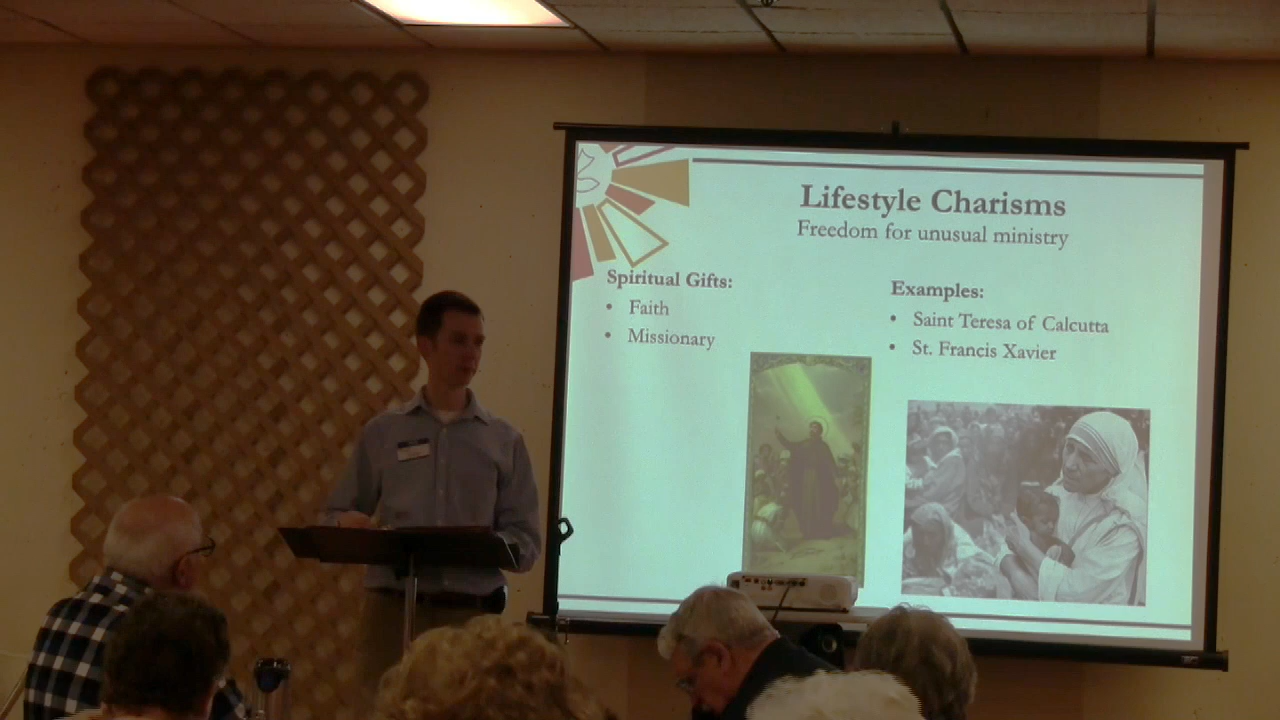 Lifestyle Charisms
Freedom for unusual ministry
Spiritual Gifts:
• Faith
• Missionary
Examples:
• Saint Teresa of Calcutta
• St. Francis Xavier